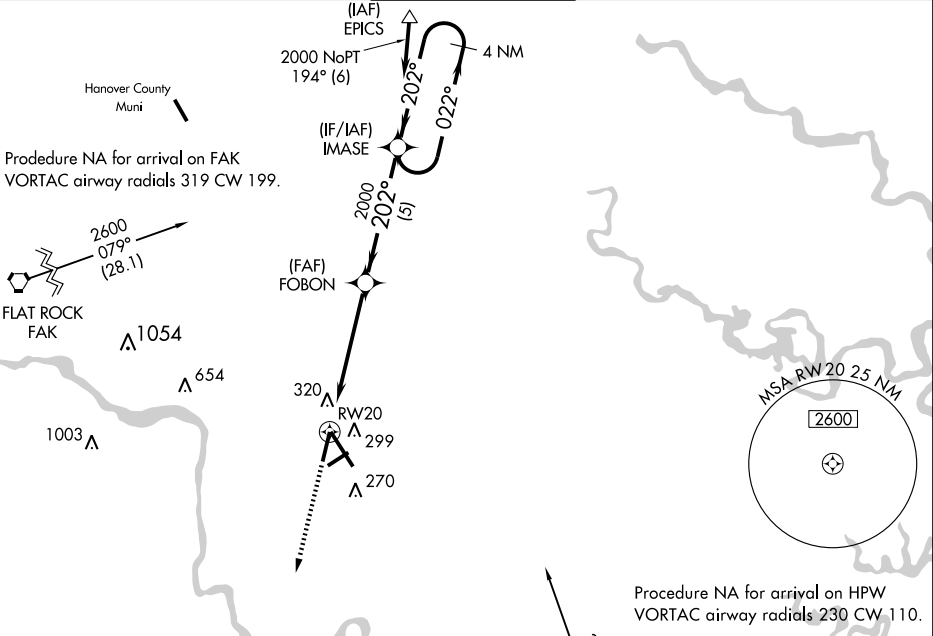 (IAF)
EPICS
2000 NoPT
194° (6)
4 NM
202°
022°
Hanover County
Muni
(IF/IAF)
IMASE
Prodedure NA for arrival on FAK
VORTAC airway radials 319 CW 199.
2000
202°
(5)
2600
079°
(28.1)
(FAF)
FOBON
FLAT ROCK
FAK
1054
654
320
RW20
299
1003
270
MSA RW20 25 NM
2600
Procedure NA for arrival on HPW
VORTAC airway radials 230 CW 110.